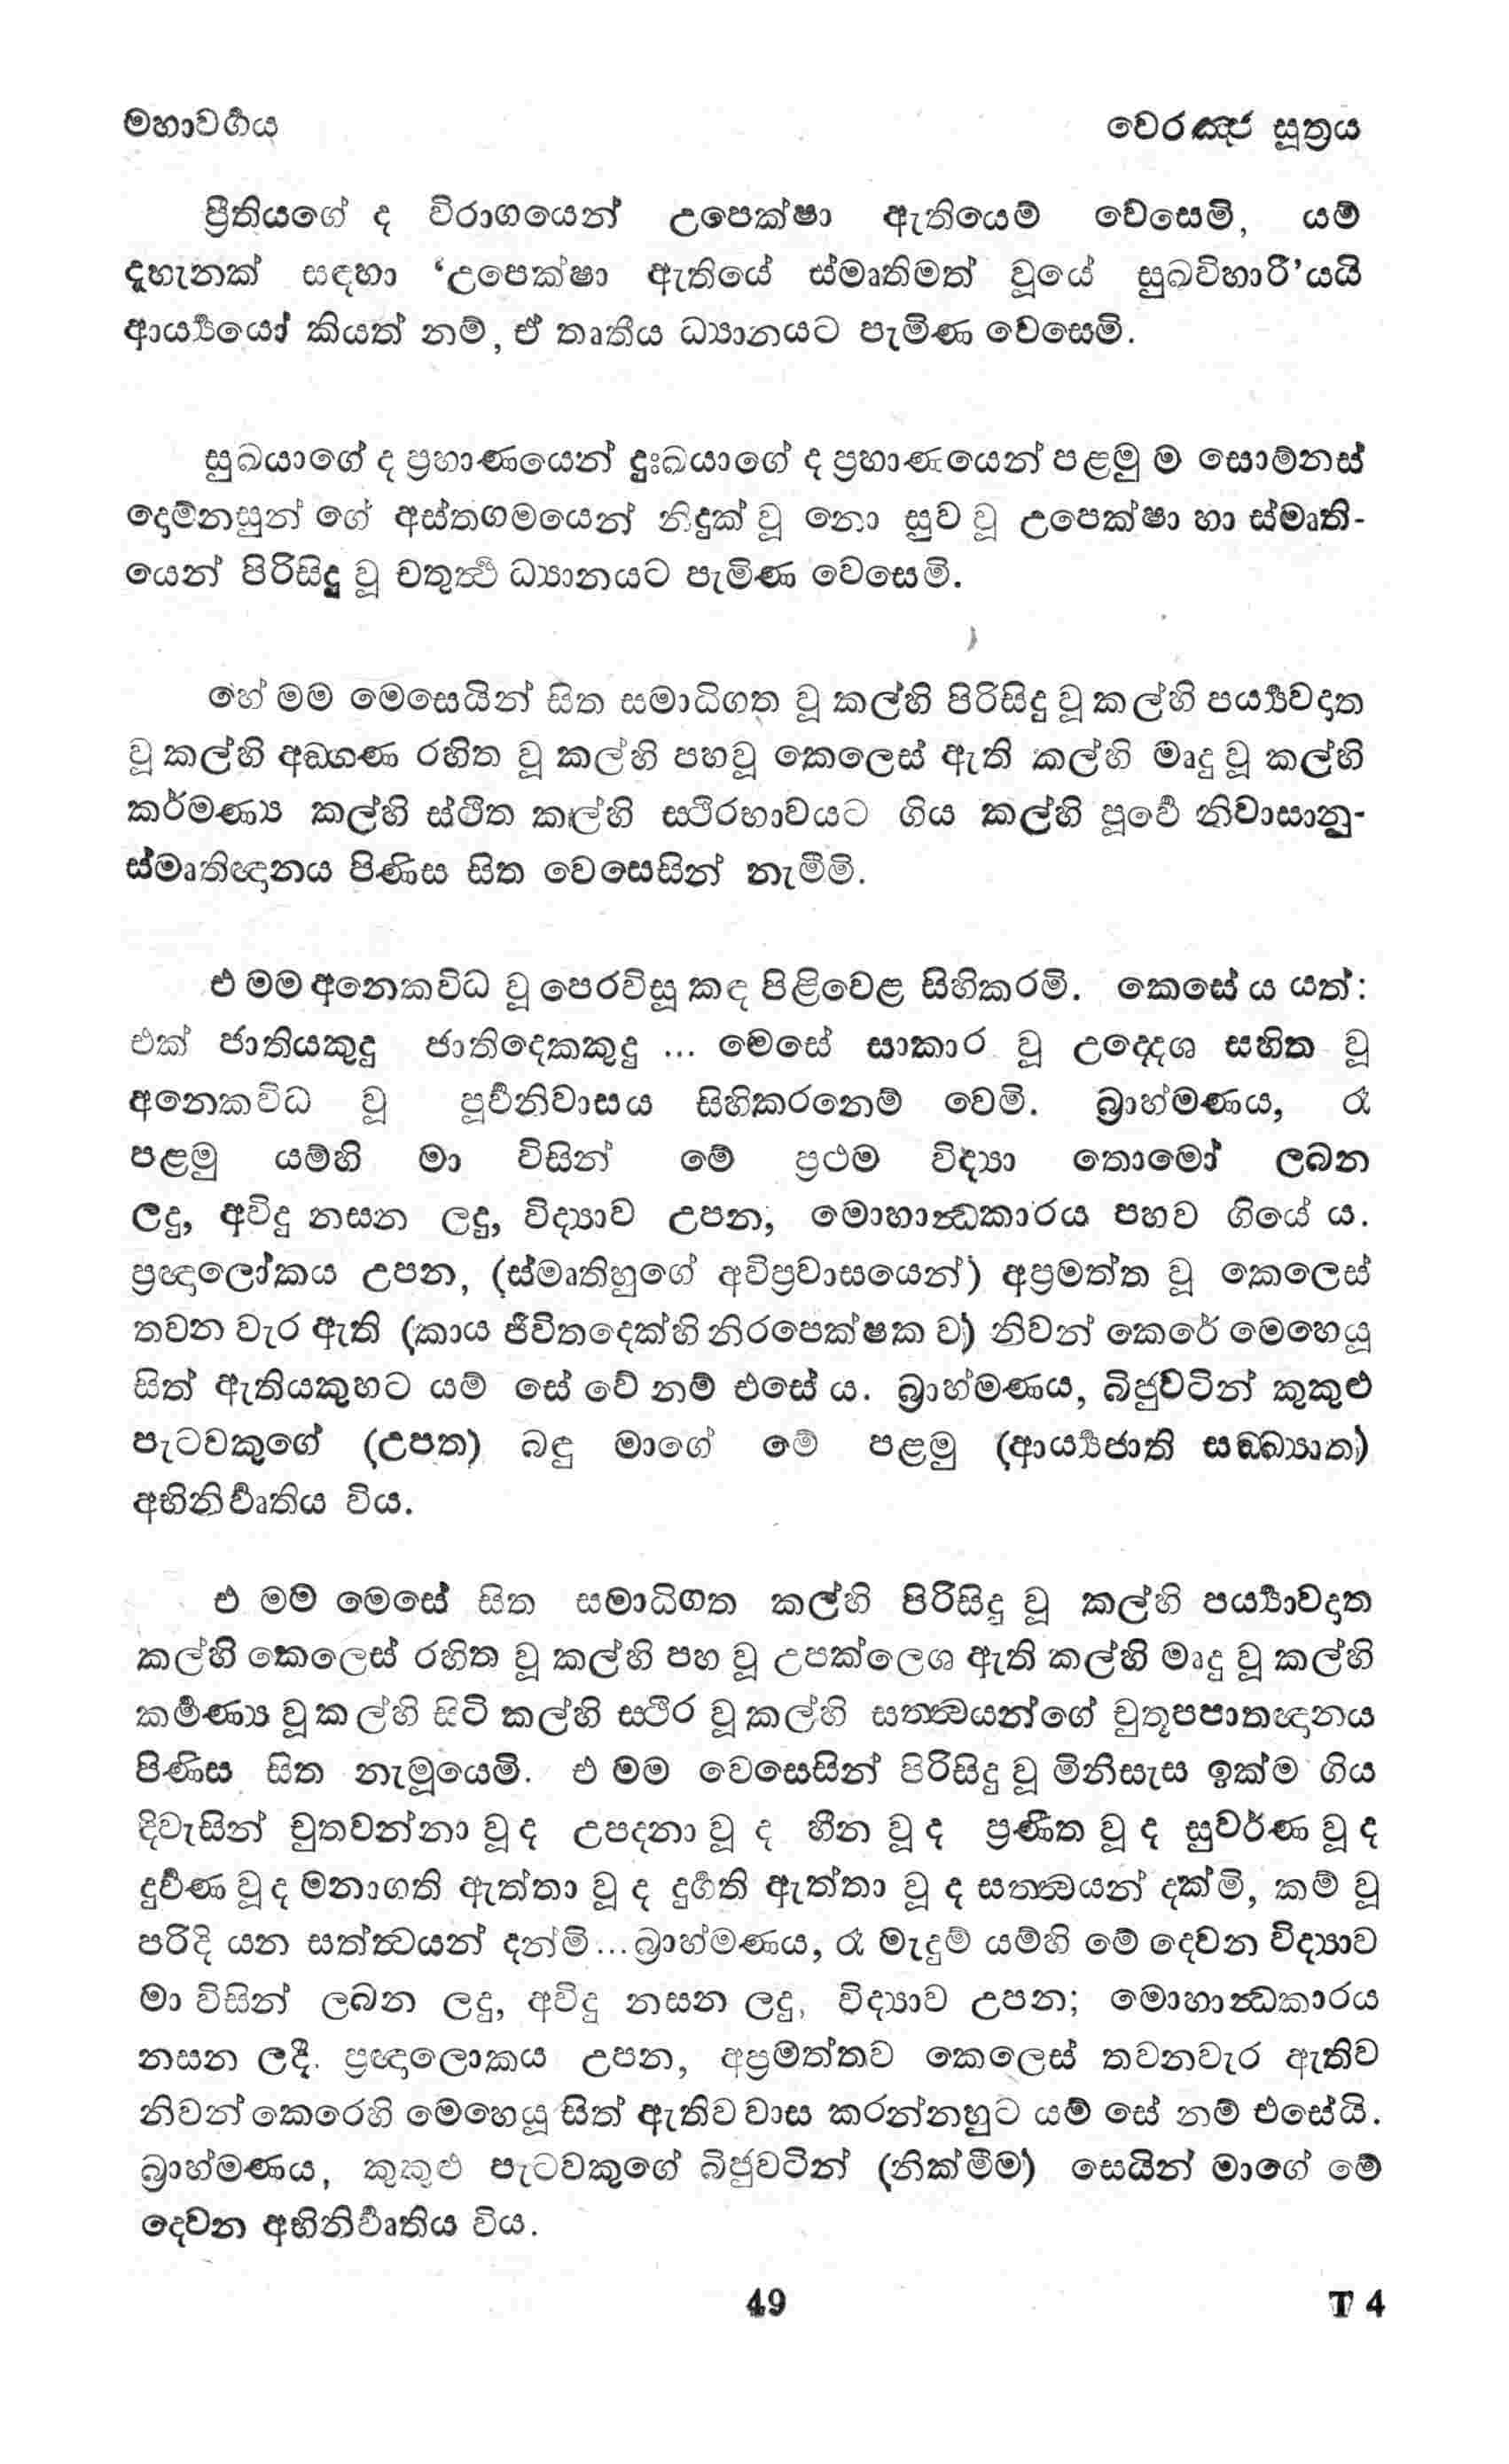 මහාවර්‍ගය
වෙරඤ්ජ සූත්‍රය
ප්‍රීතියගේ ද විරාගයෙන් උපෙක්ෂා ඇතියෙම් වෙසෙමි, යම්
දැහැනක් සඳහා ‘උපෙක්ෂා ඇතියේ ස්මෘතිමත් වූයේ සුඛවිහාරී’යයි
ආර්‍ය්‍යයෝ කියත් නම්, ඒ තෘතීය ධ්‍යානයට පැමිණ වෙසෙමි.
සුඛයාගේ ද ප්‍රහාණයෙන් දුඃඛයාගේ ද ප්‍රහාණයෙන් පළමු ම සොම්නස්
දොම්නසුන් ගේ අස්තගමයෙන් නිදුක් වූ නො සුව වූ උපෙක්ෂා හා ස්මෘති-
යෙන් පිරිසිදු වූ චතුර්‍ත්‍ථ ධ්‍යානයට පැමිණ වෙසෙමි.
හේ මම මෙසෙයින් සිත සමාධිගත වූ කල්හි පිරිසිදු වූ කල්හි පර්‍ය්‍යවදාත
වූ කල්හි අඞ්ගණ රහිත වූ කල්හි පහවූ කෙලෙස් ඇති කල්හි මෘදු වූ කල්හි
කර්මණ්‍ය කල්හි ස්ථිත කල්හි ස්ථිරභාවයට ගිය කල්හි පූර්‍වෙ නිවාසානු-
ස්මෘතිඥානය පිණිස සිත වෙසෙසින් නැමීමි.
එ මම අනෙකවිධ වූ පෙරවිසූ කඳ පිළිවෙළ සිහිකරමි. කෙසේ ය යත්:
එක් ජාතියකුදු ජාතිදෙකකුදු ... මෙසේ සාකාර වූ උද්දෙශ සහිත වූ
අනෙකවිධ වූ පූර්‍වනිවාසය සිහිකරනෙම් වෙමි. බ්‍රාහ්මණය, රෑ
පළමු යම්හි මා විසින් මේ ප්‍රථම විද්‍යා තොමෝ ලබන
ලදු, අවිදු නසන ලදු, විද්‍යාව උපන, මොහාන්‍ධකාරය පහව ගියේ ය.
ප්‍රඥාලෝකය උපන, (ස්මෘතිහුගේ අවිප්‍රවාසයෙන්) අප්‍රමත්ත වූ කෙලෙස්
තවන වැර ඇති (කාය ජීවිතදෙක්හි නිරපෙක්ෂක ව) නිවන් කෙරේ මෙහෙයූ
සිත් ඇතියකුහට යම් සේ වේ නම් එසේ ය. බ්‍රාහ්මණය, බිජුවටින් කුකුළු
පැටවකුගේ (උපත) බඳු මාගේ මේ පළමු (ආර්‍ය්‍යජාති සඞ්ඛ්‍යාත)
අභිනිර්‍වෘතිය විය.
එ මම මෙසේ සිත සමාධිගත කල්හි පිරිසිදු වූ කල්හි පර්‍ය්‍යාවදාත
කල්හි කෙලෙස් රහිත වූ කල්හි පහ වූ උපක්ලෙශ ඇති කල්හි මෘදු වූ කල්හි
කර්‍මණ්‍ය වූ කල්හි සිටි කල්හි ස්ථිර වූ කල්හි සත්ත්‍වයන්ගේ චුතූපපාතඥානය
පිණිස සිත නැමූයෙමි. එ මම වෙසෙසින් පිරිසිදු වූ මිනිසැස ඉක්ම ගිය
දිවැසින් චුතවන්නා වූ ද උපදනා වූ ද හීන වූ ද ප්‍රණීත වූ ද සුවර්ණ වූ ද
දුර්‍වණ වූ ද මනාගති ඇත්තා වූ ද දුර්‍ගති ඇත්තා වූ ද සත්ත්‍වයන් දක්මි, කම් වූ
පරිදි යන සත්ත්‍වයන් දන්මි...බ්‍රාහ්මණය, රෑ මැදුම් යම්හි මේ දෙවන විද්‍යාව
මා විසින් ලබන ලදු, අවිදු නසන ලදු, විද්‍යාව උපන; මොහාන්‍ධකාරය
නසන ලදී. ප්‍රඥාලොකය උපන, අප්‍රමත්තව කෙලෙස් තවනවැර ඇතිව
නිවන් කෙරෙහි මෙහෙයූ සිත් ඇතිව වාස කරන්නහුට යම් සේ නම් එසේයි.
බ්‍රාහ්මණය, කුකුළු පැටවකුගේ බිජුවටින් (නික්මීම) සෙයින් මාගේ මේ
දෙවන අභිනිර්‍වෘතිය විය.
49
T 4